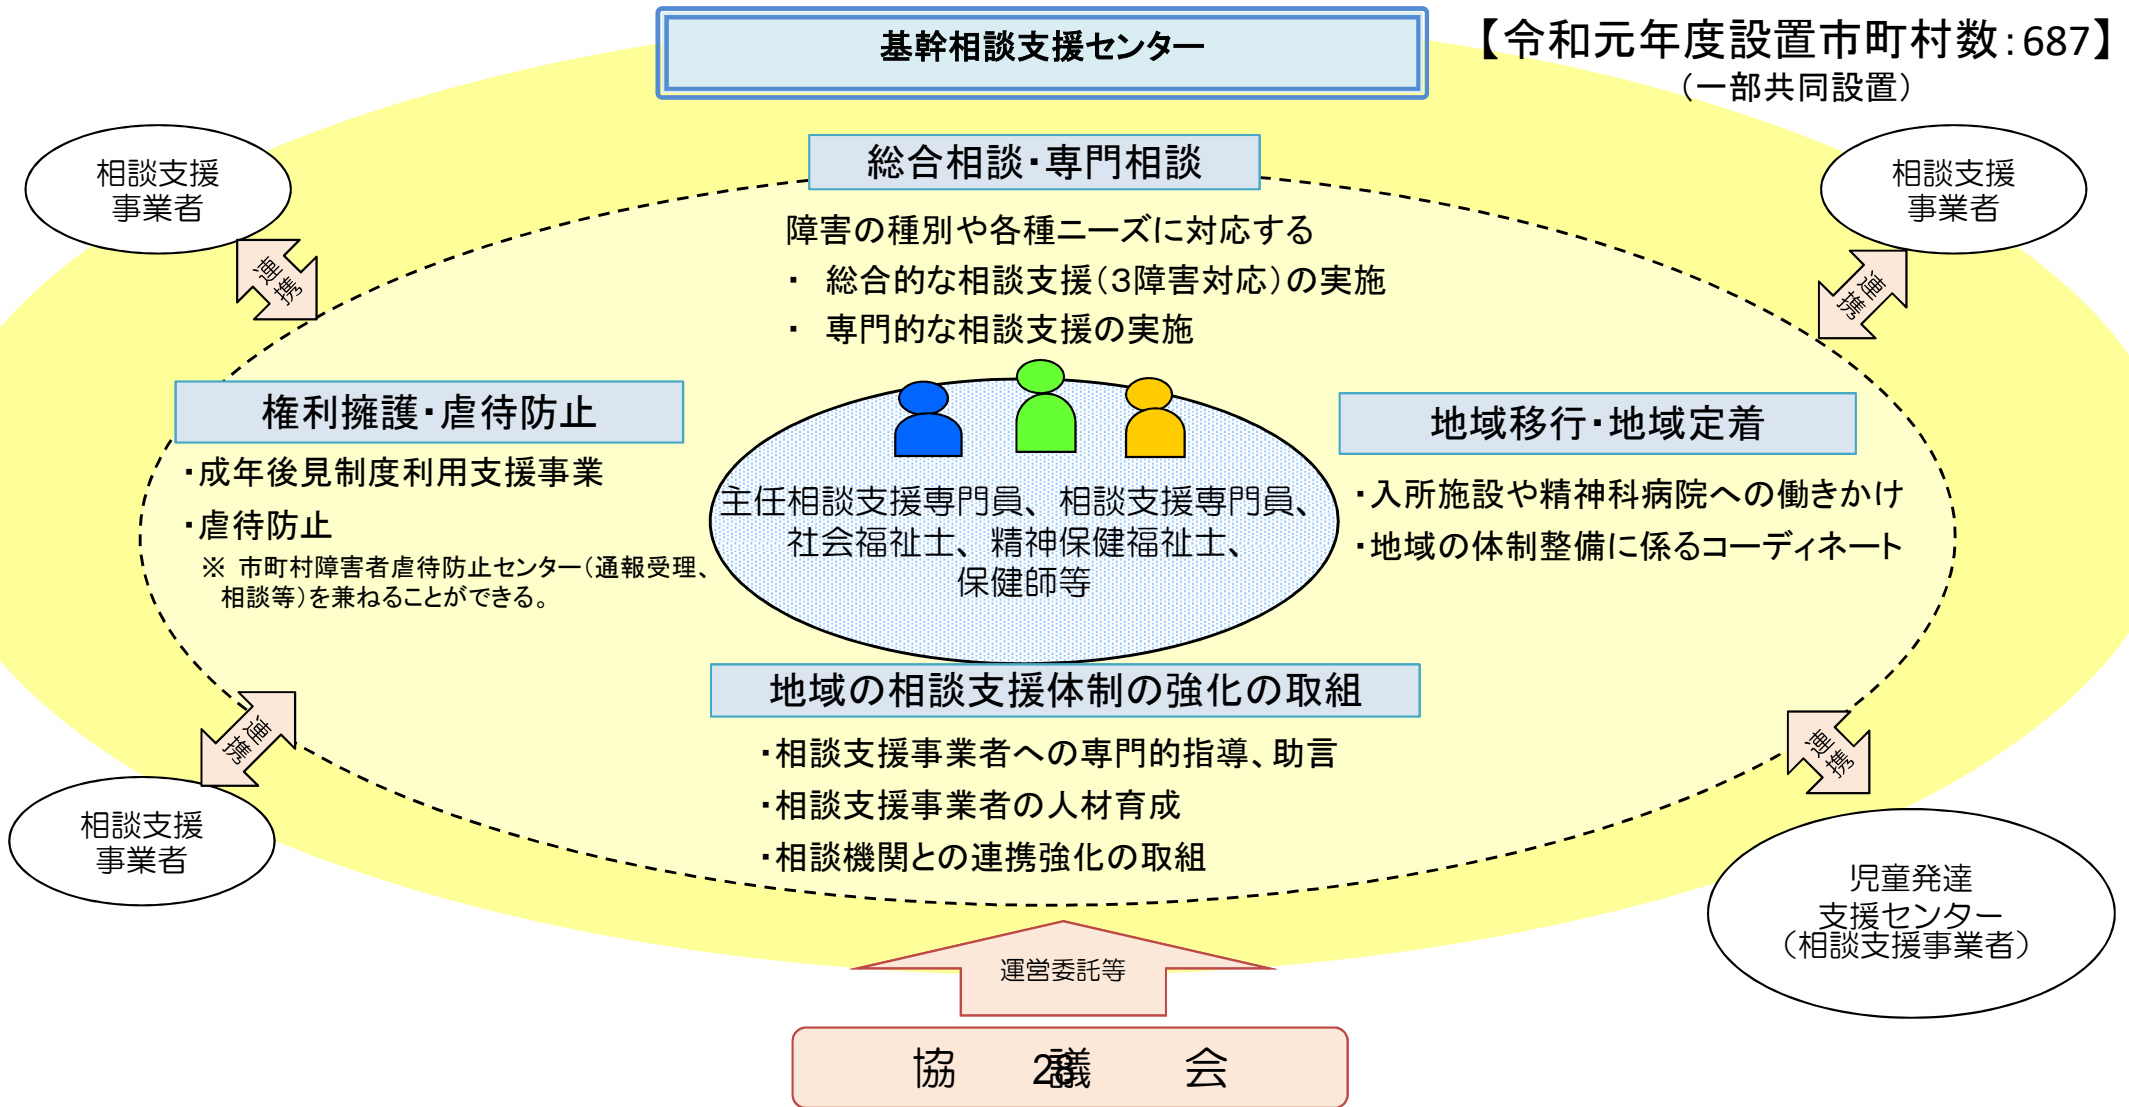 基幹相談支援センター
【令和元年度設置市町村数：687】
（一部共同設置）
総合相談・専門相談
相談支援
事業者
相談支援
事業者
障害の種別や各種ニーズに対応する
・ 総合的な相談支援（3障害対応）の実施
・ 専門的な相談支援の実施
連携
連携
権利擁護・虐待防止
・成年後見制度利用支援事業
・虐待防止
※ 市町村障害者虐待防止センター（通報受理、
相談等）を兼ねることができる。
主任相談支援専門員、相談支援専門員、
社会福祉士、精神保健福祉士、
保健師等
地域移行・地域定着
・入所施設や精神科病院への働きかけ
・地域の体制整備に係るコーディネート
地域の相談支援体制の強化の取組
・相談支援事業者への専門的指導、助言
・相談支援事業者の人材育成
・相談機関との連携強化の取組
連携
連携
相談支援
事業者
児童発達
支援センター
（相談支援事業者）
運営委託等
協 議 会
28